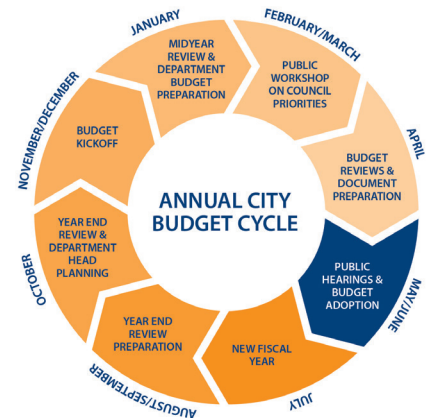 ANNUAL CITY
BUDGET CYCLE
JANUARY
MIDYEAR
REVIEW &
DEPARTMENT
BUDGET
PREPARATION
FEBRUARY/MARCH
PUBLIC
WORKSHOP
ON COUNCIL
PRIORITIES
APRIL
BUDGET
REVIEWS &
DOCUMENT
PREPARATION
MAY/JUNE
PUBLIC
HEARINGS &
BUDGET
ADOPTION
JULY
NEW FISCAL
YEAR
AUGUST/SEPTEMBER
YEAR END
REVIEW
PREPARATION
OCTOBER
YEAR END
REVIEW &
DEPARTMENT
HEAD
PLANNING
NOVEMBER/DECEMBER
BUDGET
KICKOFF